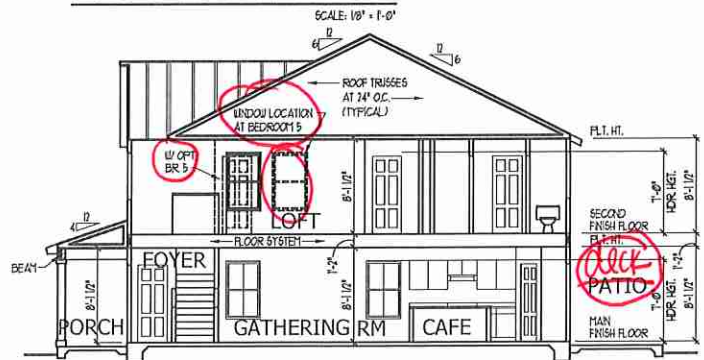 SCALE: 1/8" = 1'-0"
12
6
12
6
ROOF TRUSSES
AT 24" O.C.
(TYPICAL)
WINDOW LOCATION
AT BEDROOM 5
PLT. HT.
W/ OPT
BR. 5
8'-1 1/2"
7'-0"
HDR. HGT.
8'-1 1/2"
LOFT
SECOND
FINISH FLOOR
12
4
FLOOR SYSTEM
1'-2"
PLT. HT.
1'-2"
BEAM
FOYER
deck
PATIO
8'-1 1/2"
8'-1 1/2"
7'-0"
HDR. HGT.
8'-1 1/2"
PORCH
GATHERING RM
CAFE
MAIN
FINISH FLOOR